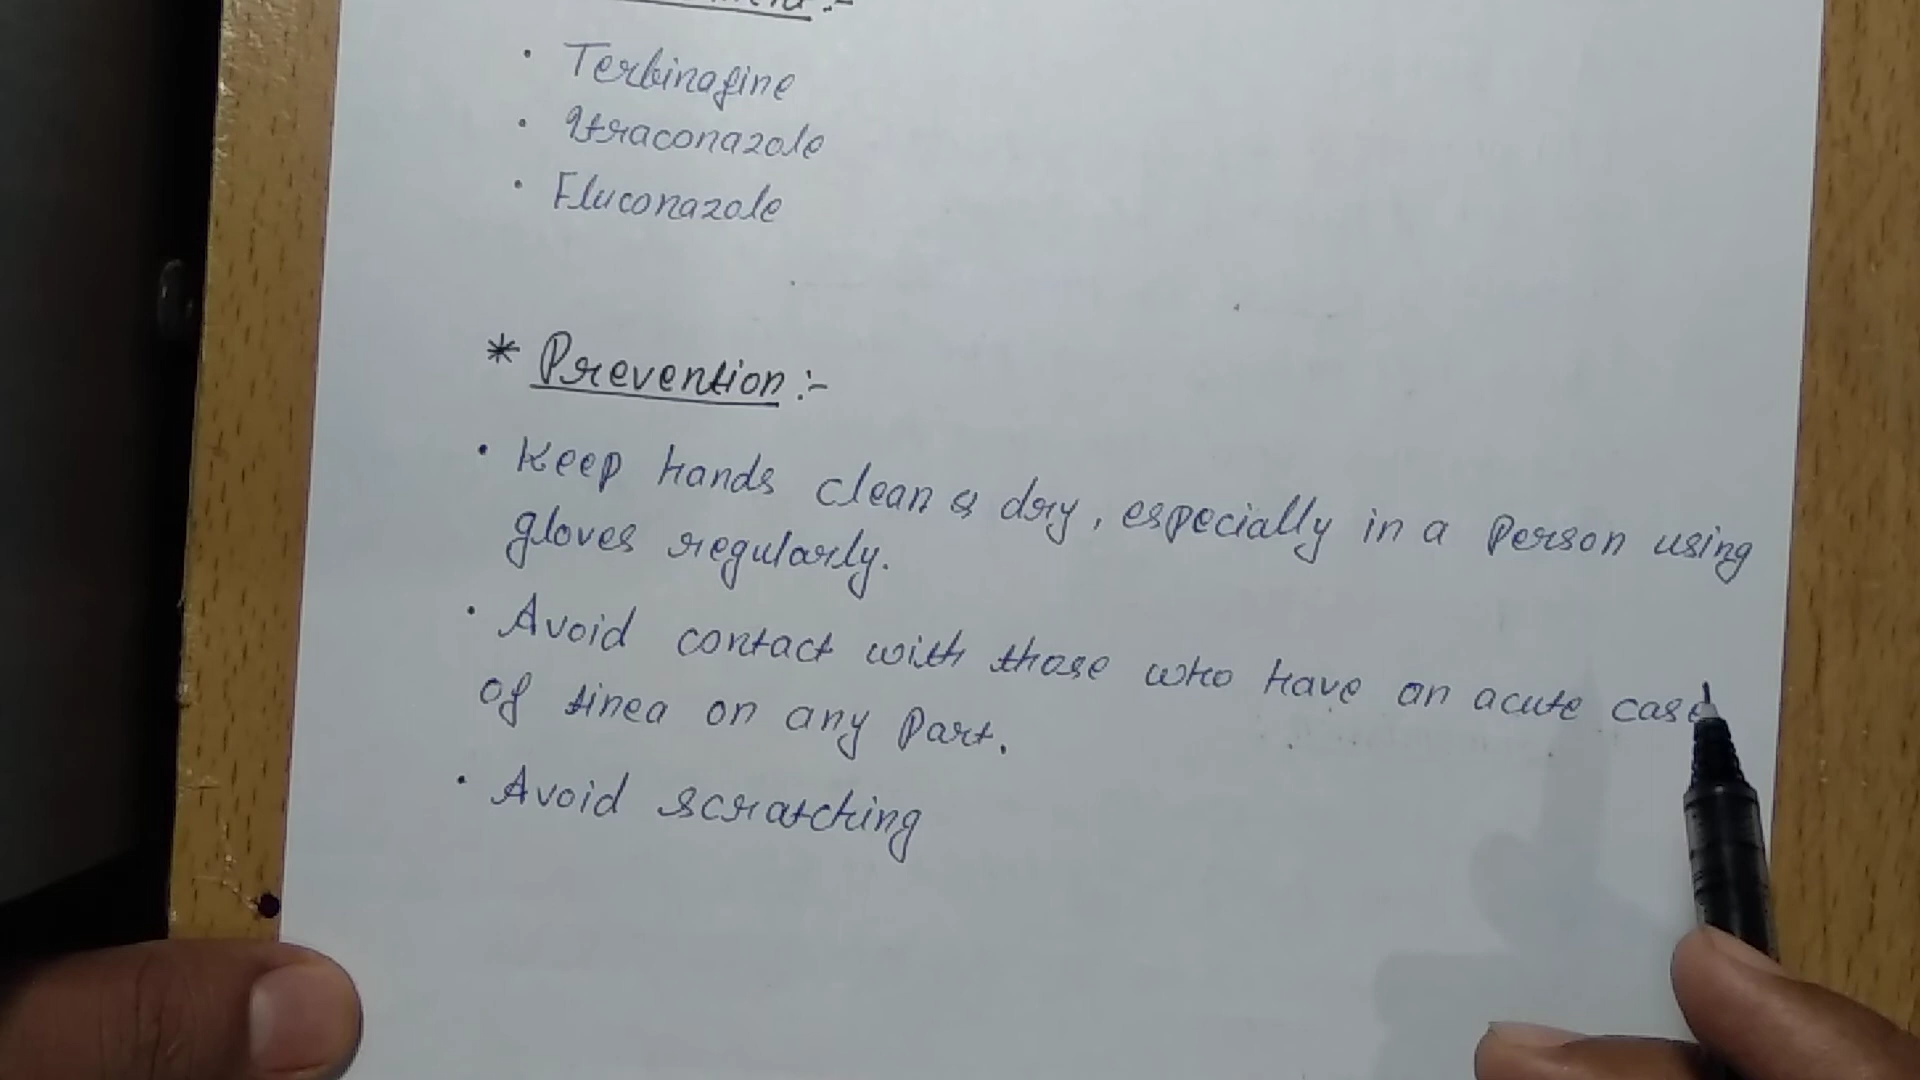 • Terbinafine
• Itraconazole
• Fluconazole
* Prevention :-
• Keep hands clean & dry, especially in a person using
gloves regularly.
• Avoid contact with those who have an acute case
of tinea on any part.
• Avoid scratching